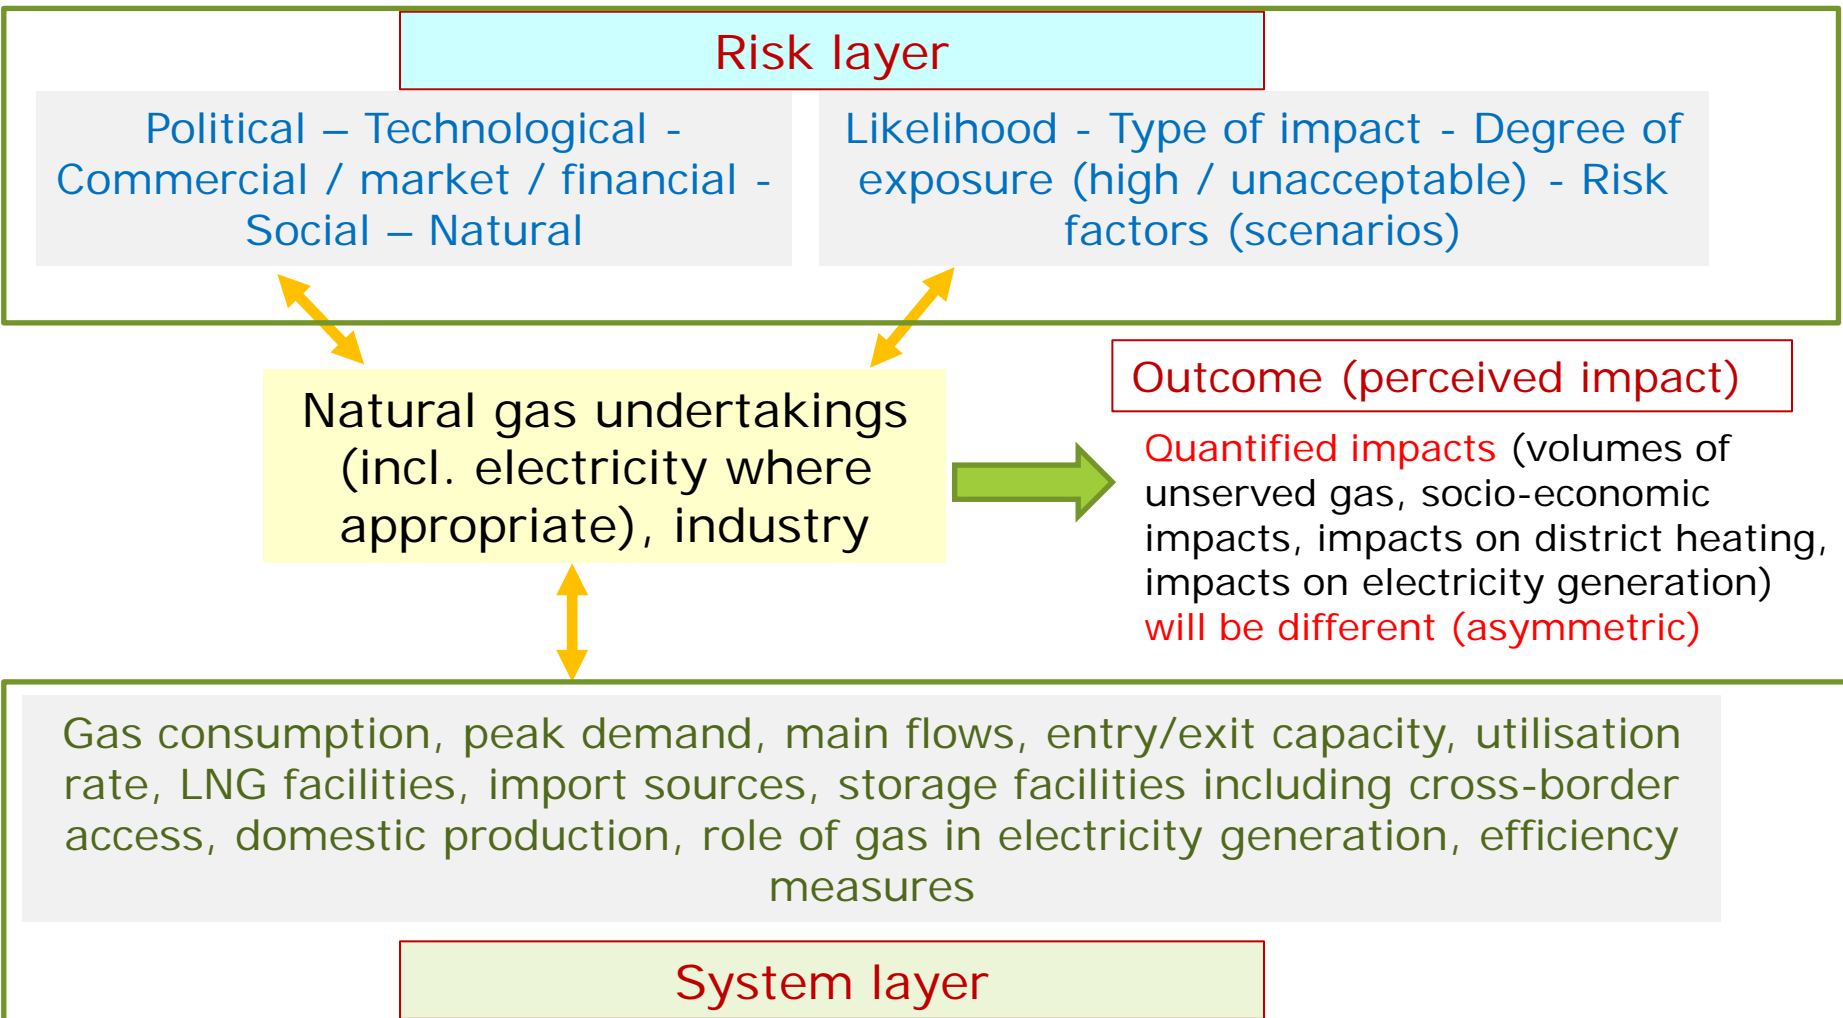 Risk layer
Political – Technological -
Commercial / market / financial -
Social – Natural
Likelihood - Type of impact - Degree of
exposure (high / unacceptable) - Risk
factors (scenarios)
Natural gas undertakings
(incl. electricity where
appropriate), industry
Outcome (perceived impact)
Quantified impacts (volumes of
unserved gas, socio-economic
impacts, impacts on district heating,
impacts on electricity generation)
will be different (asymmetric)
Gas consumption, peak demand, main flows, entry/exit capacity, utilisation
rate, LNG facilities, import sources, storage facilities including cross-border
access, domestic production, role of gas in electricity generation, efficiency
measures
System layer